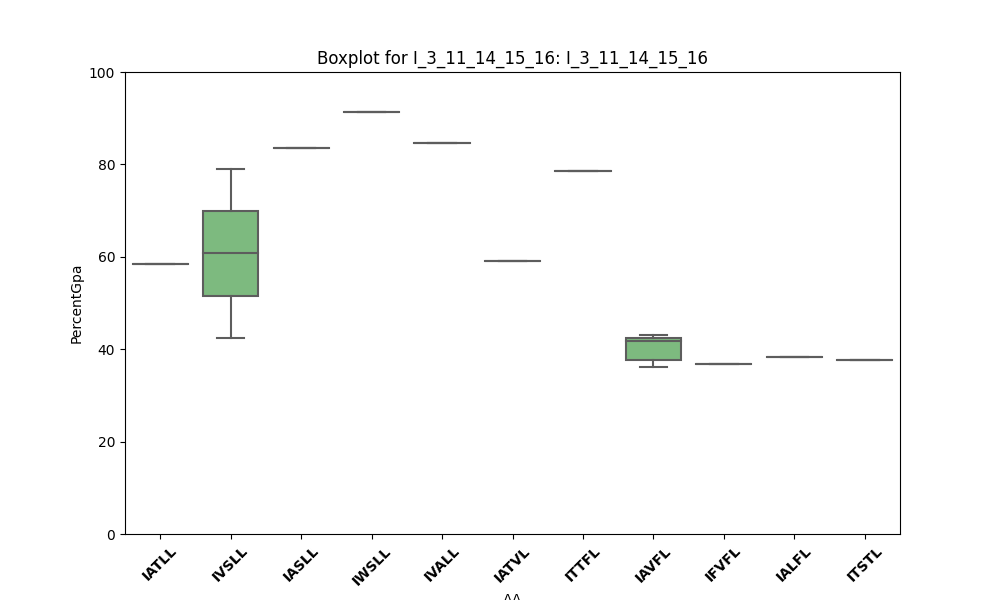 Boxplot for I_3_11_14_15_16: I_3_11_14_15_16
100
80
60
40
20
0
PercentGpa
IATLL IVSLL IASLL IWSLL IVALL IATVL ITTFL IAVFL IFVFL IALFL ITSTL